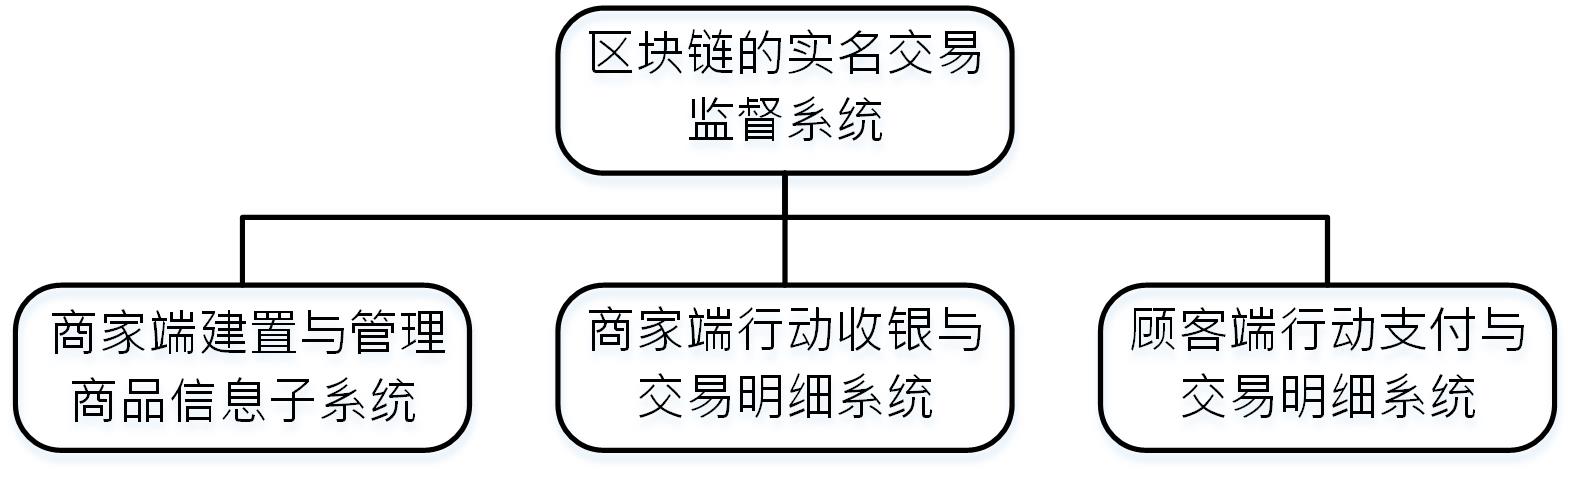 区块链的实名交易
监督系统
商家端建置与管理
商品信息子系统
商家端行动收银与
交易明细系统
顾客端行动支付与
交易明细系统